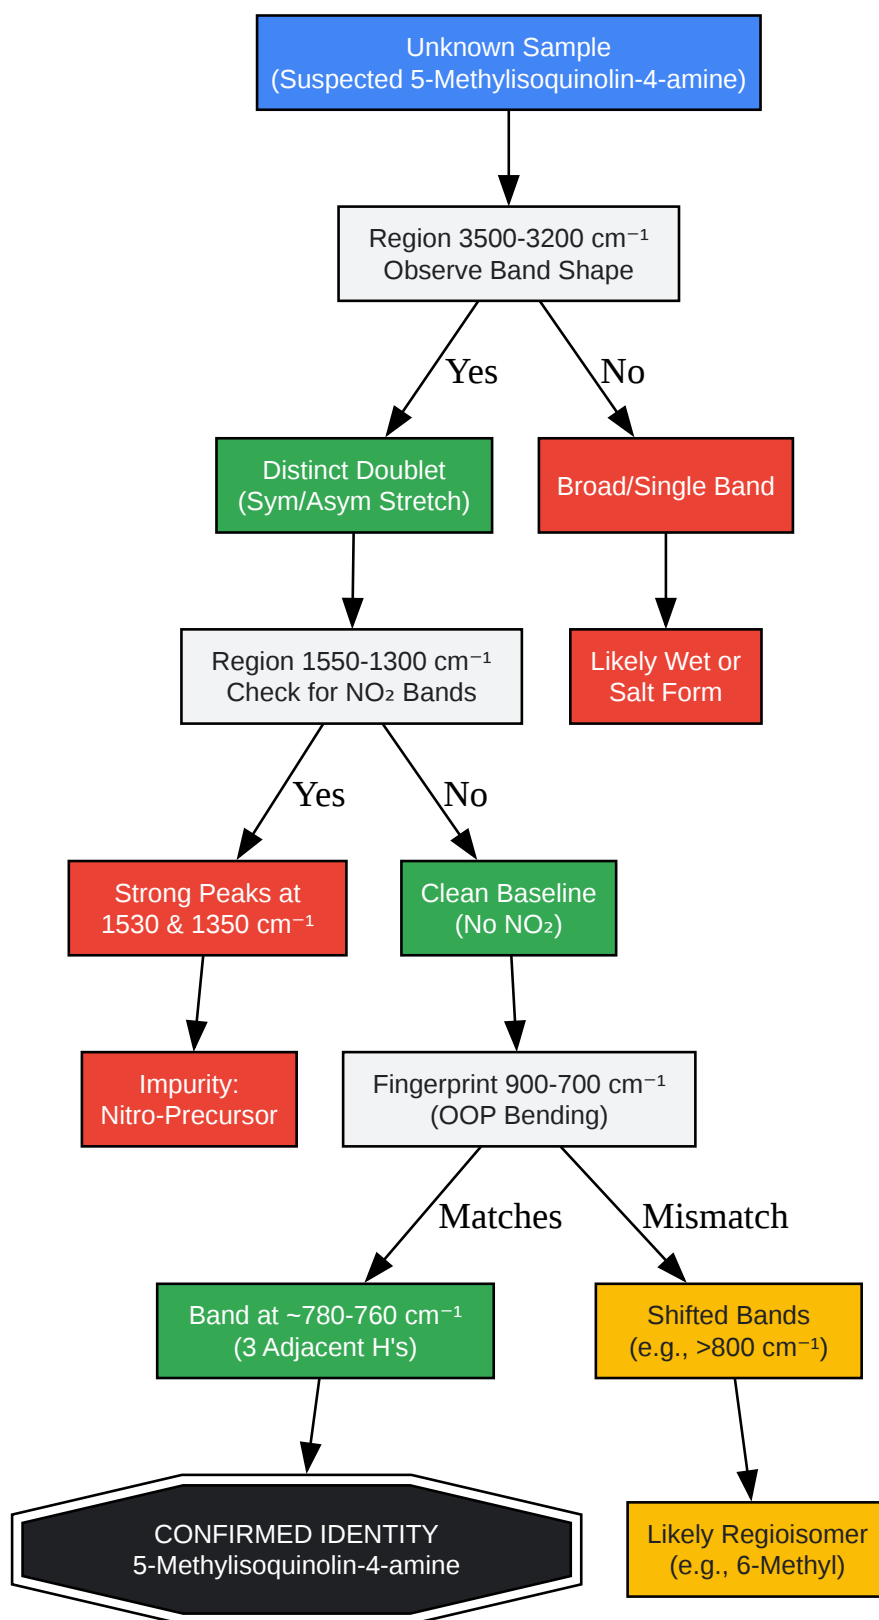 Unknown Sample
(Suspected 5-Methylisoquinolin-4-amine)
Region 3500-3200 cm⁻¹
Observe Band Shape
Yes
No
Distinct Doublet
(Sym/Asym Stretch)
Broad/Single Band
Region 1550-1300 cm⁻¹
Check for NO₂ Bands
Likely Wet or
Salt Form
Yes
No
Strong Peaks at
1530 & 1350 cm⁻¹
Clean Baseline
(No NO₂)
Impurity:
Nitro-Precursor
Fingerprint 900-700 cm⁻¹
(OOP Bending)
Matches
Mismatch
Band at ~780-760 cm⁻¹
(3 Adjacent H's)
Shifted Bands
(e.g., >800 cm⁻¹)
CONFIRMED IDENTITY
5-Methylisoquinolin-4-amine
Likely Regioisomer
(e.g., 6-Methyl)